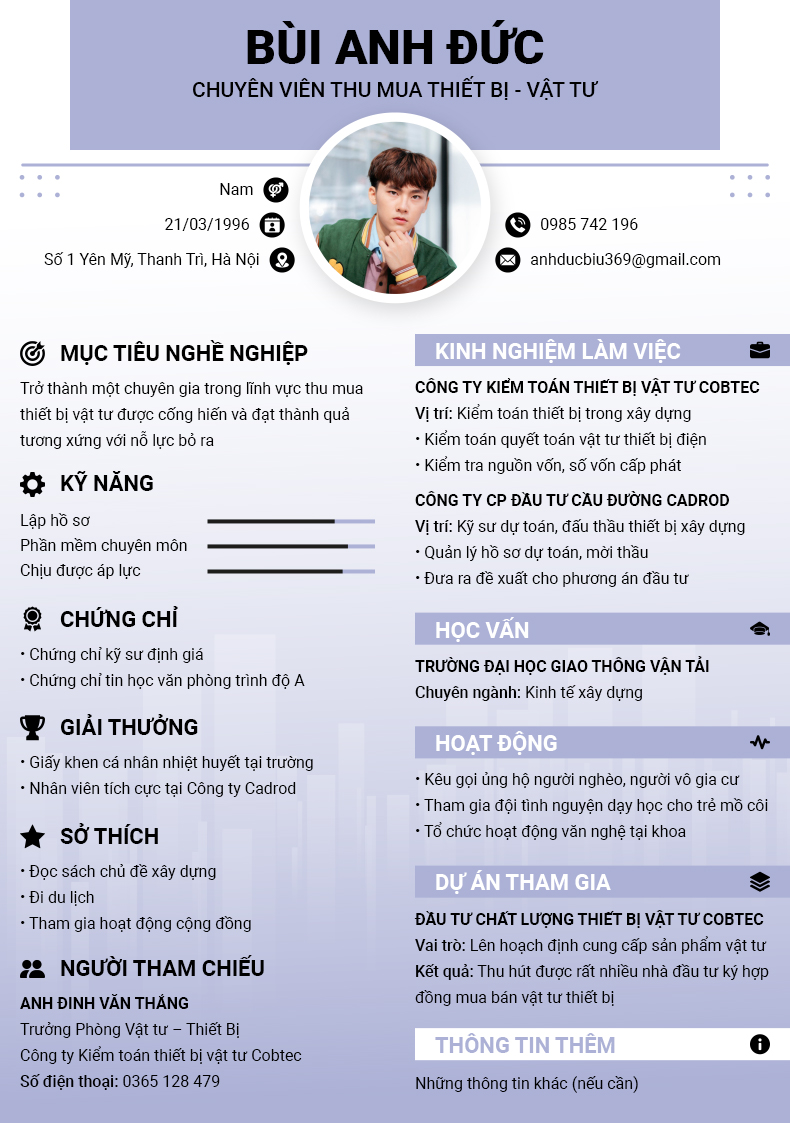 BÙI ANH ĐỨC
CHUYÊN VIÊN THU MUA THIẾT BỊ - VẬT TƯ
Nam
21/03/1996
Số 1 Yên Mỹ, Thanh Trì, Hà Nội
0985 742 196
anhducbiu369@gmail.com
MỤC TIÊU NGHỀ NGHIỆP
Trở thành một chuyên gia trong lĩnh vực thu mua
thiết bị vật tư được cống hiến và đạt thành quả
tương xứng với nỗ lực bỏ ra
KỸ NĂNG
Lập hồ sơ
Phần mềm chuyên môn
Chịu được áp lực
CHỨNG CHỈ
• Chứng chỉ kỹ sư định giá
• Chứng chỉ tin học văn phòng trình độ A
GIẢI THƯỞNG
• Giấy khen cá nhân nhiệt huyết tại trường
• Nhân viên tích cực tại Công ty Cadrod
SỞ THÍCH
• Đọc sách chủ đề xây dựng
• Đi du lịch
• Tham gia hoạt động cộng đồng
NGƯỜI THAM CHIẾU
ANH ĐINH VĂN THẮNG
Trưởng Phòng Vật tư – Thiết Bị
Công ty Kiểm toán thiết bị vật tư Cobtec
Số điện thoại: 0365 128 479
KINH NGHIỆM LÀM VIỆC
CÔNG TY KIỂM TOÁN THIẾT BỊ VẬT TƯ COBTEC
Vị trí: Kiểm toán thiết bị trong xây dựng
• Kiểm toán quyết toán vật tư thiết bị điện
• Kiểm tra nguồn vốn, số vốn cấp phát
CÔNG TY CP ĐẦU TƯ CẦU ĐƯỜNG CADROD
Vị trí: Kỹ sư dự toán, đấu thầu thiết bị xây dựng
• Quản lý hồ sơ dự toán, mời thầu
• Đưa ra đề xuất cho phương án đầu tư
HỌC VẤN
TRƯỜNG ĐẠI HỌC GIAO THÔNG VẬN TẢI
Chuyên ngành: Kinh tế xây dựng
HOẠT ĐỘNG
• Kêu gọi ủng hộ người nghèo, người vô gia cư
• Tham gia đội tình nguyện dạy học cho trẻ mồ côi
• Tổ chức hoạt động văn nghệ tại khoa
DỰ ÁN THAM GIA
ĐẦU TƯ CHẤT LƯỢNG THIẾT BỊ VẬT TƯ COBTEC
Vai trò: Lên hoạch định cung cấp sản phẩm vật tư
Kết quả: Thu hút được rất nhiều nhà đầu tư ký hợp
đồng mua bán vật tư thiết bị
THÔNG TIN THÊM
Những thông tin khác (nếu cần)